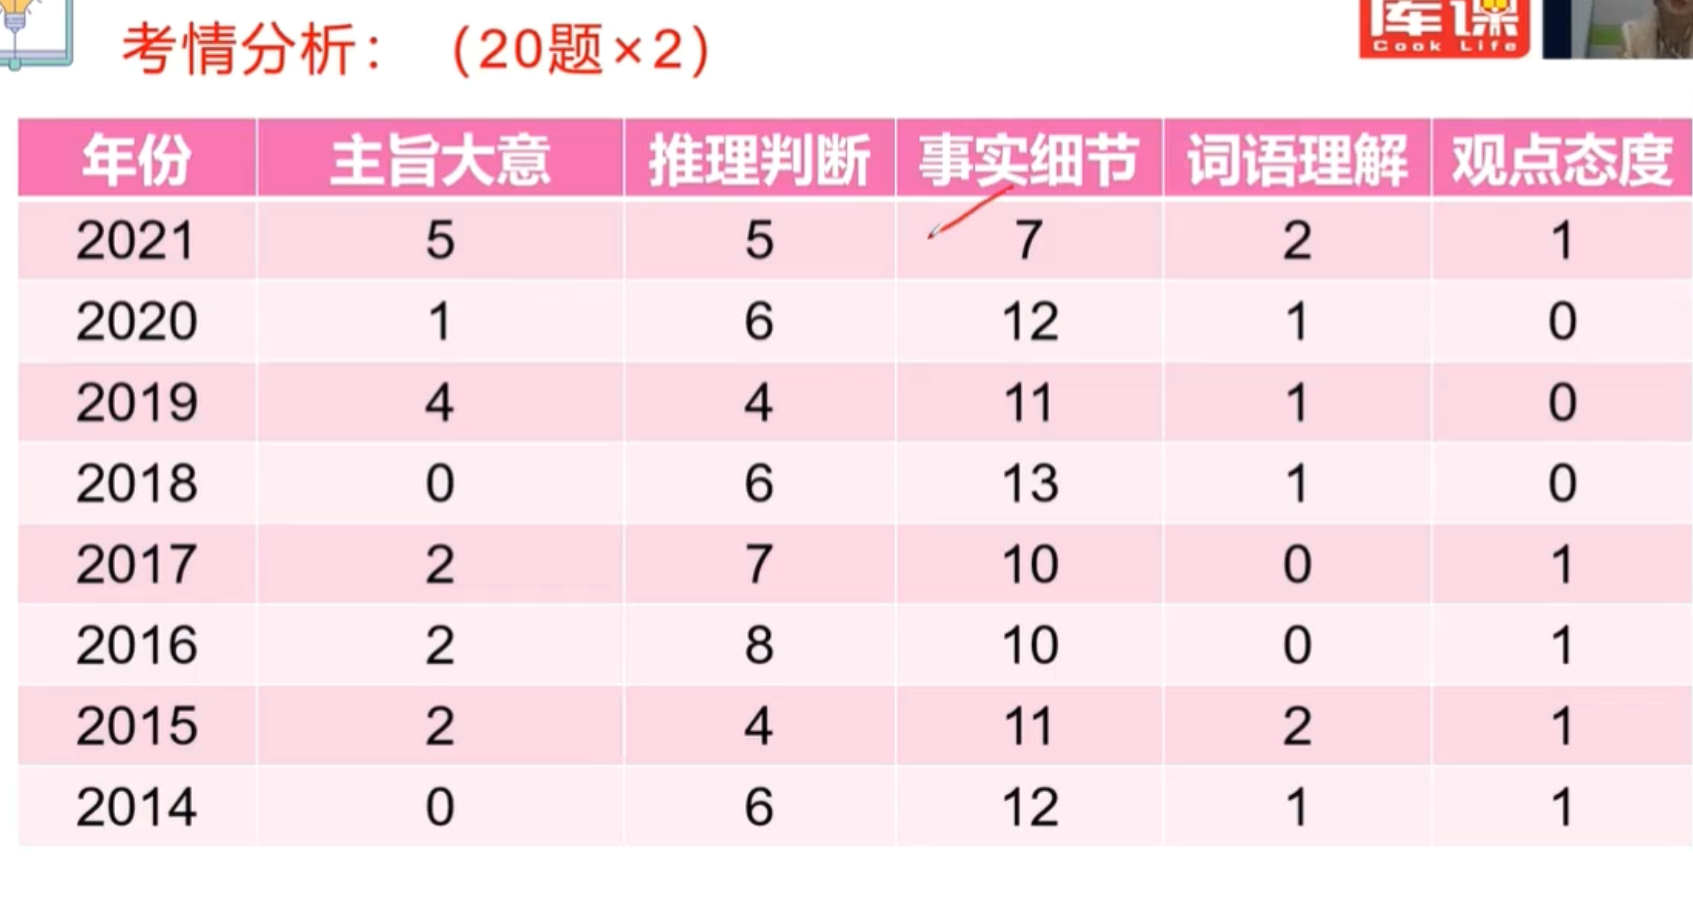 考情分析：（20题×2）
库课
Cook Life
年份 主旨大意 推理判断 事实细节 词语理解 观点态度
2021 5 5 7 2 1
2020 1 6 12 1 0
2019 4 4 11 1 0
2018 0 6 13 1 0
2017 2 7 10 0 1
2016 2 8 10 0 1
2015 2 4 11 2 1
2014 0 6 12 1 1